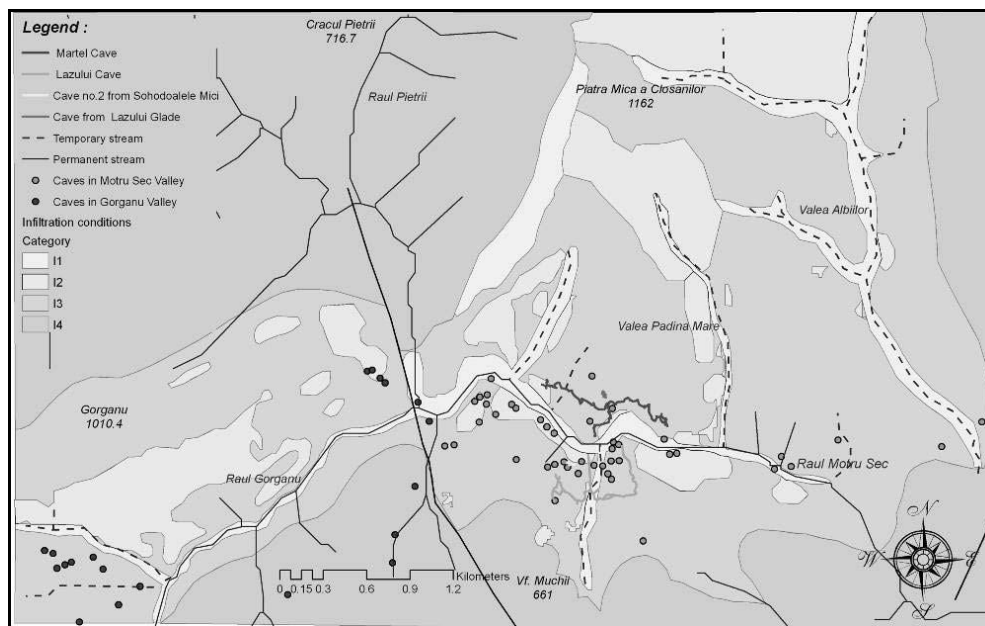 Legend :
Martel Cave
Lazului Cave
Cave no.2 from Sohodoalele Mici
Cave from Lazului Glade
Temporary stream
Permanent stream
Caves in Motru Sec Valley
Caves in Gorganu Valley
Infiltration conditions
Category
I1
I2
I3
I4
Cracul Pietrii
716.7
Raul Pietrii
Piatra Mica a Closanilor
1162
Valea Albiilor
Valea Padina Mare
Gorganu
1010.4
Raul Gorganu
Raul Motru Sec
Vf. Muchii
661
Kilometers
0 0.15 0.3 0.6 0.9 1.2
N
W E
S